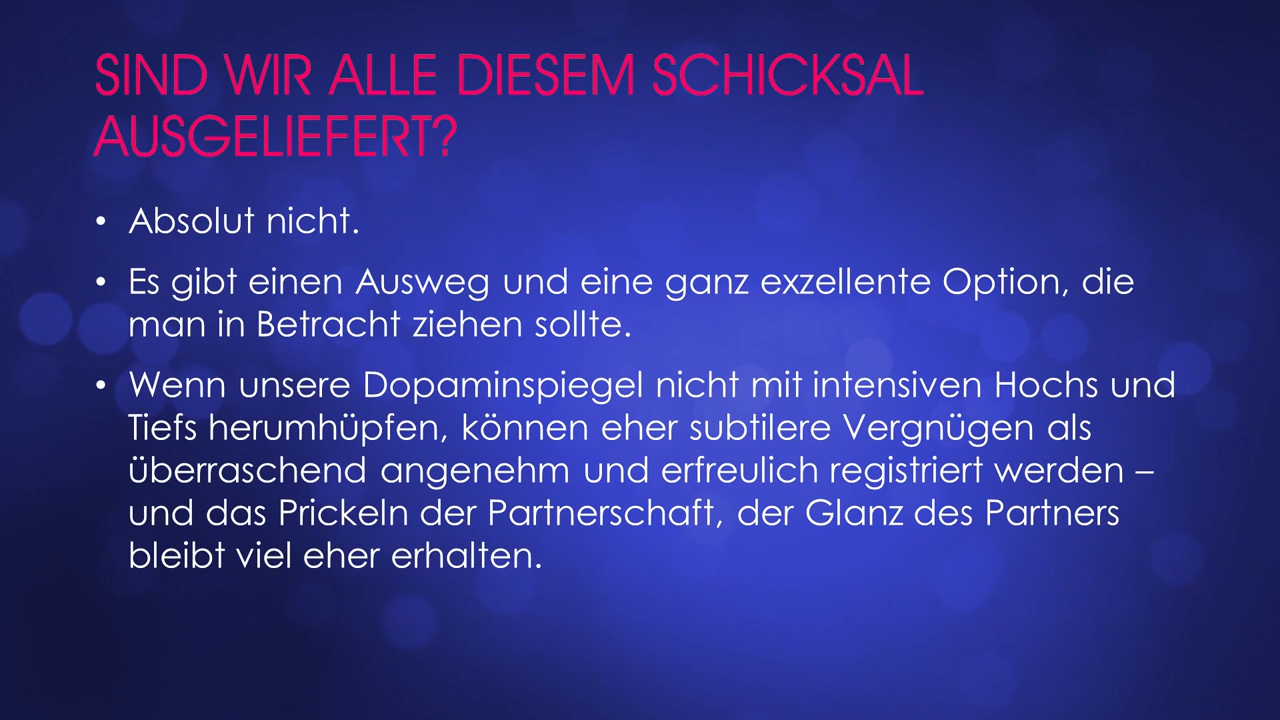 SIND WIR ALLE DIESEM SCHICKSAL
AUSGELIEFERT?
• Absolut nicht.
• Es gibt einen Ausweg und eine ganz exzellente Option, die
man in Betracht ziehen sollte.
• Wenn unsere Dopaminspiegel nicht mit intensiven Hochs und
Tiefs herumhüpfen, können eher subtilere Vergnügen als
überraschend angenehm und erfreulich registriert werden –
und das Prickeln der Partnerschaft, der Glanz des Partners
bleibt viel eher erhalten.